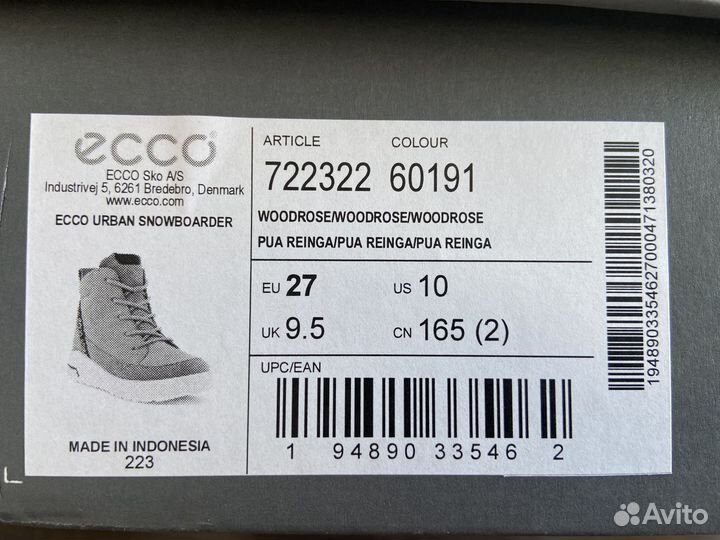 ecco
ECCO Sko A/S
Industrivej 5, 6261 Bredebro, Denmark
www.ecco.com
ECCO URBAN SNOWBOARDER
MADE IN INDONESIA
223
ARTICLE COLOUR
722322 60191
WOODROSE/WOODROSE/WOODROSE
PUA REINGA/PUA REINGA/PUA REINGA
EU 27 US 10
UK 9.5 CN 165 (2)
UPC/EAN
1 94890 33546 2
1948903354627000471380320
Avito